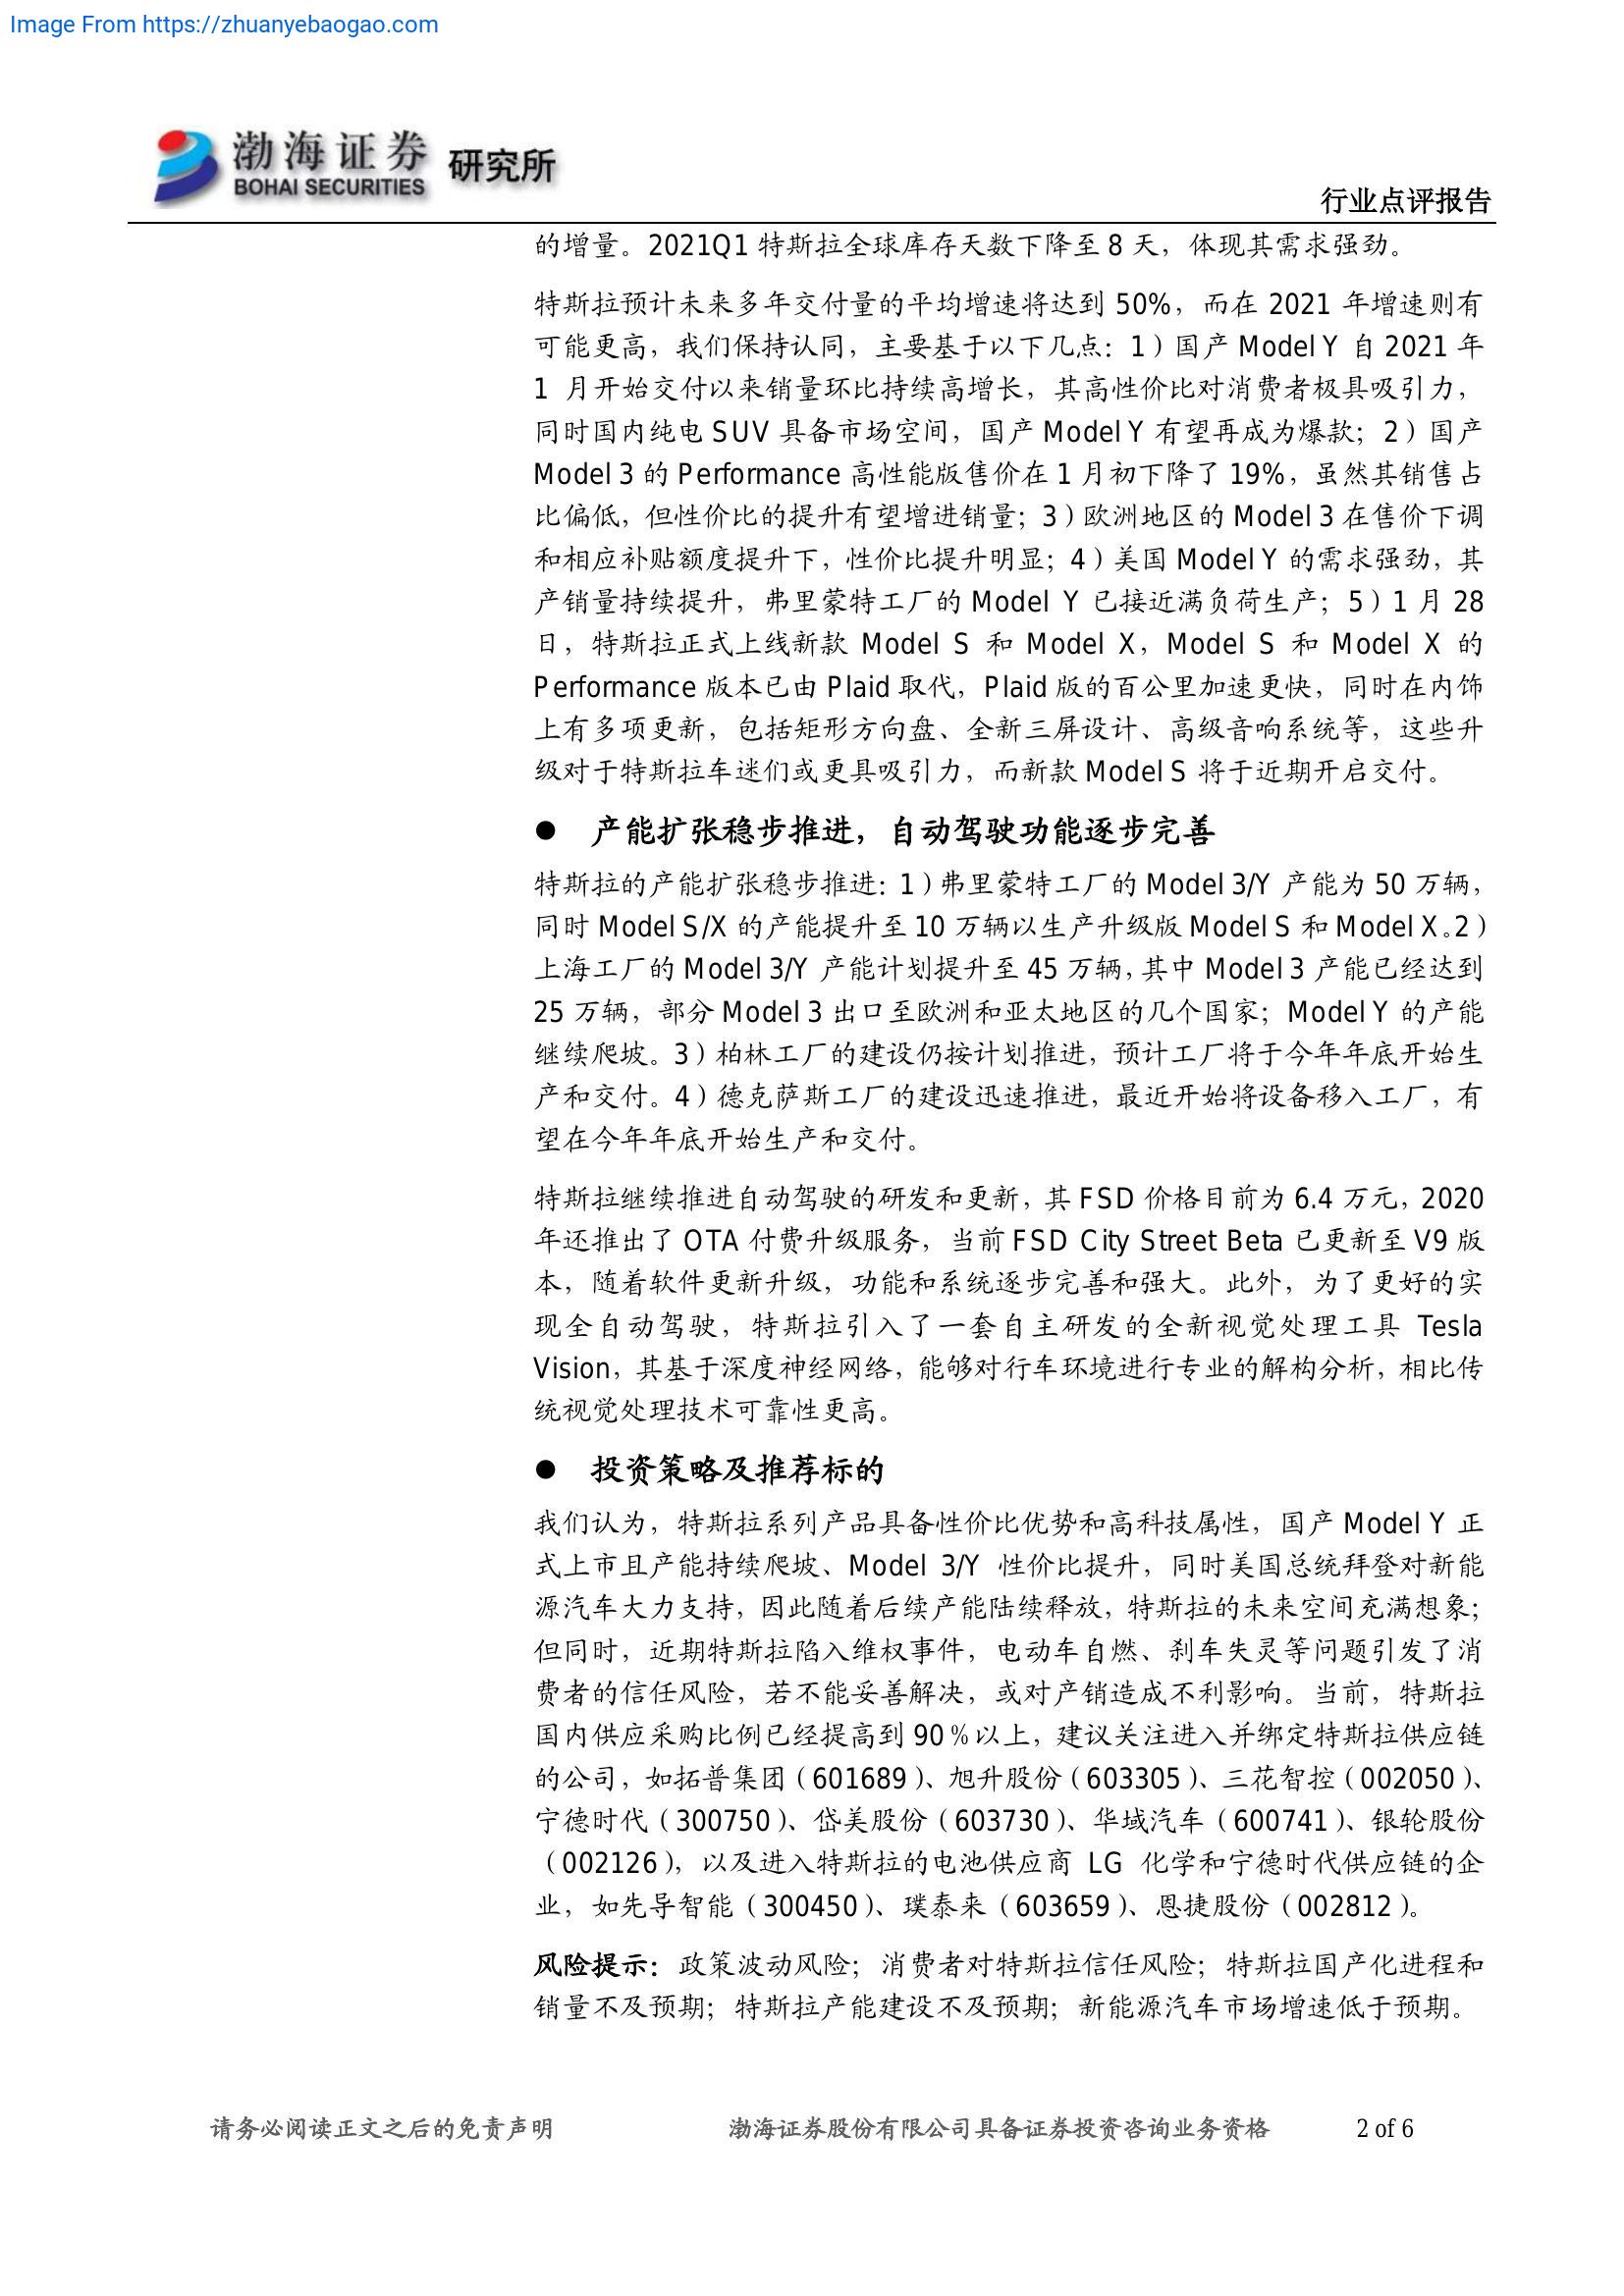 Image From https://zhuanyebaogao.com
渤海证券 研究所
BOHAI SECURITIES
行业点评报告
的增量。2021Q1 特斯拉全球库存天数下降至 8 天，体现其需求强劲。
特斯拉预计未来多年交付量的平均增速将达到 50%，而在 2021 年增速则有
可能更高，我们保持认同，主要基于以下几点：1）国产 Model Y 自 2021 年
1 月开始交付以来销量环比持续高增长，其高性价比对消费者极具吸引力，
同时国内纯电 SUV 具备市场空间，国产 Model Y 有望再成为爆款；2）国产
Model 3 的 Performance 高性能版售价在 1 月初下降了 19%，虽然其销售占
比偏低，但性价比的提升有望增进销量；3）欧洲地区的 Model 3 在售价下调
和相应补贴额度提升下，性价比提升明显；4）美国 Model Y 的需求强劲，其
产销量持续提升，弗里蒙特工厂的 Model Y 已接近满负荷生产；5）1 月 28
日，特斯拉正式上线新款 Model S 和 Model X，Model S 和 Model X 的
Performance 版本已由 Plaid 取代，Plaid 版的百公里加速更快，同时在内饰
上有多项更新，包括矩形方向盘、全新三屏设计、高级音响系统等，这些升
级对于特斯拉车迷们或更具吸引力，而新款 Model S 将于近期开启交付。
● 产能扩张稳步推进，自动驾驶功能逐步完善
特斯拉的产能扩张稳步推进：1）弗里蒙特工厂的 Model 3/Y 产能为 50 万辆，
同时 Model S/X 的产能提升至 10 万辆以生产升级版 Model S 和 Model X。2）
上海工厂的 Model 3/Y 产能计划提升至 45 万辆，其中 Model 3 产能已经达到
25 万辆，部分 Model 3 出口至欧洲和亚太地区的几个国家；Model Y 的产能
继续爬坡。3）柏林工厂的建设仍按计划推进，预计工厂将于今年年底开始生
产和交付。4）德克萨斯工厂的建设迅速推进，最近开始将设备移入工厂，有
望在今年年底开始生产和交付。
特斯拉继续推进自动驾驶的研发和更新，其 FSD 价格目前为 6.4 万元，2020
年还推出了 OTA 付费升级服务，当前 FSD City Street Beta 已更新至 V9 版
本，随着软件更新升级，功能和系统逐步完善和强大。此外，为了更好的实
现全自动驾驶，特斯拉引入了一套自主研发的全新视觉处理工具 Tesla
Vision，其基于深度神经网络，能够对行车环境进行专业的解构分析，相比传
统视觉处理技术可靠性更高。
● 投资策略及推荐标的
我们认为，特斯拉系列产品具备性价比优势和高科技属性，国产 Model Y 正
式上市且产能持续爬坡、Model 3/Y 性价比提升，同时美国总统拜登对新能
源汽车大力支持，因此随着后续产能陆续释放，特斯拉的未来空间充满想象；
但同时，近期特斯拉陷入维权事件，电动车自燃、刹车失灵等问题引发了消
费者的信任风险，若不能妥善解决，或对产销造成不利影响。当前，特斯拉
国内供应采购比例已经提高到 90％以上，建议关注进入并绑定特斯拉供应链
的公司，如拓普集团（601689）、旭升股份（603305）、三花智控（002050）、
宁德时代（300750）、岱美股份（603730）、华域汽车（600741）、银轮股份
（002126），以及进入特斯拉的电池供应商 LG 化学和宁德时代供应链的企
业，如先导智能（300450）、璞泰来（603659）、恩捷股份（002812）。
风险提示：政策波动风险；消费者对特斯拉信任风险；特斯拉国产化进程和
销量不及预期；特斯拉产能建设不及预期；新能源汽车市场增速低于预期。
请务必阅读正文之后的免责声明 渤海证券股份有限公司具备证券投资咨询业务资格 2 of 6